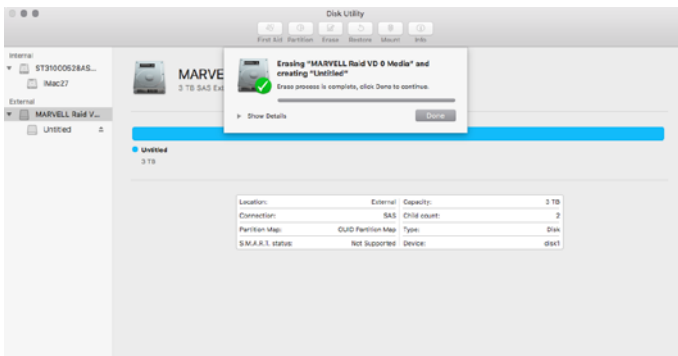 Disk Utility
First Aid Partition Erase Restore Mount Info
Internal
ST31000528AS...
iMac27
External
MARVELL Raid V...
Untitled
MARVE
3 TB SAS Ext
Erasing “MARVELL Raid VD 0 Media” and
creating “Untitled”
Erase process is complete, click Done to continue.
Show Details
Done
Untitled
3 TB
Location: External Capacity: 3 TB
Connection: SAS Child count: 2
Partition Map: GUID Partition Map Type: Disk
S.M.A.R.T. status: Not Supported Device: disk1